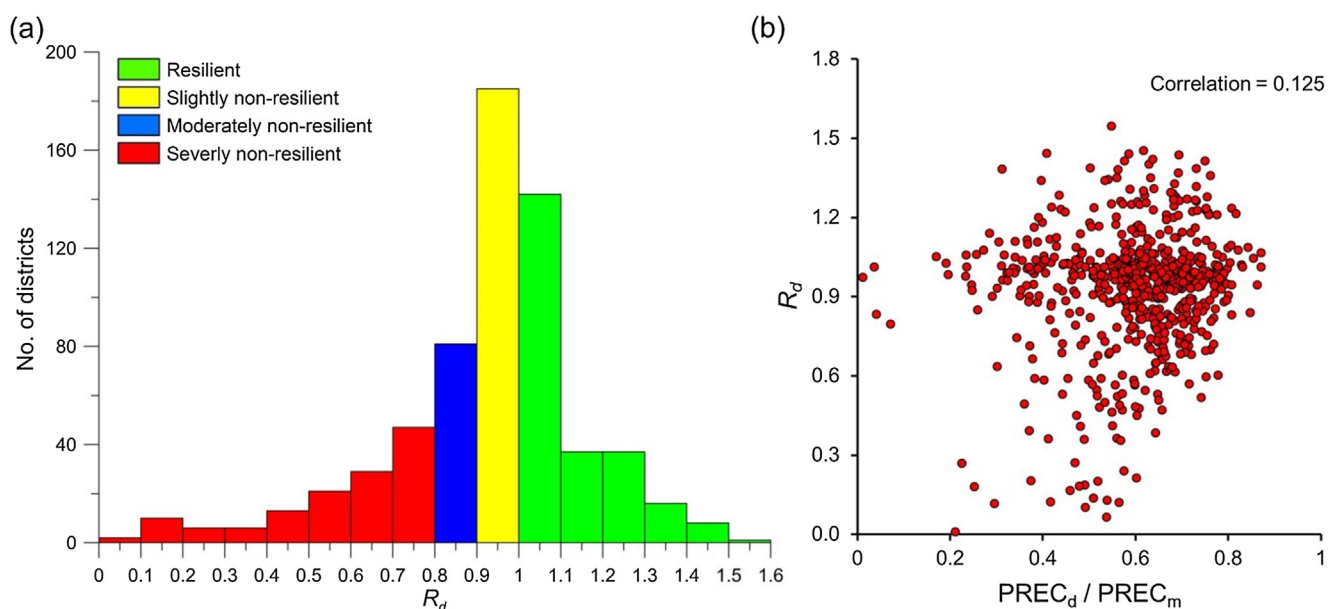 (a)
200
160
120
80
40
0
No. of districts
Resilient
Slightly non-resilient
Moderately non-resilient
Severly non-resilient
0 0.1 0.2 0.3 0.4 0.5 0.6 0.7 0.8 0.9 1 1.1 1.2 1.3 1.4 1.5 1.6
R_d
(b)
1.8
1.5
1.2
0.9
0.6
0.3
0.0
R_d
Correlation = 0.125
0 0.2 0.4 0.6 0.8 1
PREC_d / PREC_m